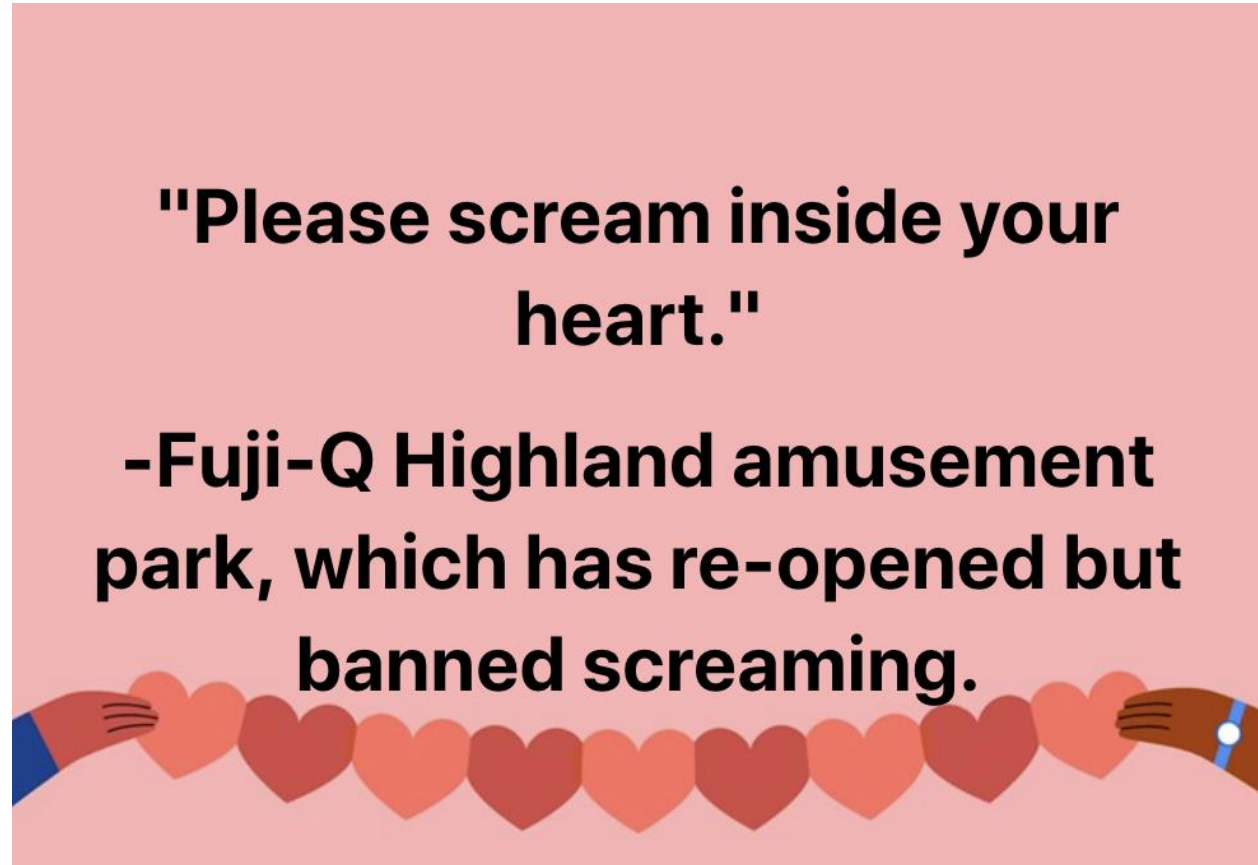 "Please scream inside your
heart."
-Fuji-Q Highland amusement
park, which has re-opened but
banned screaming.